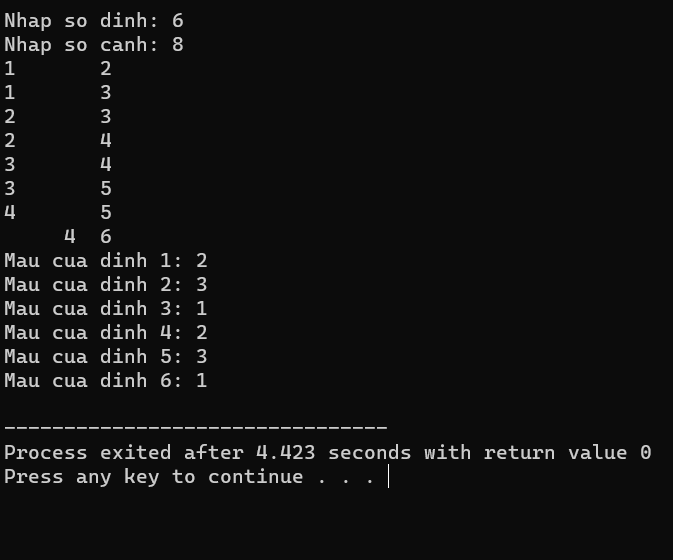 Nhap so dinh: 6
Nhap so canh: 8
1       2
1       3
2       3
2       4
3       4
3       5
4       5
     4  6
Mau cua dinh 1: 2
Mau cua dinh 2: 3
Mau cua dinh 3: 1
Mau cua dinh 4: 2
Mau cua dinh 5: 3
Mau cua dinh 6: 1
--------------------------------
Process exited after 4.423 seconds with return value 0
Press any key to continue . . .